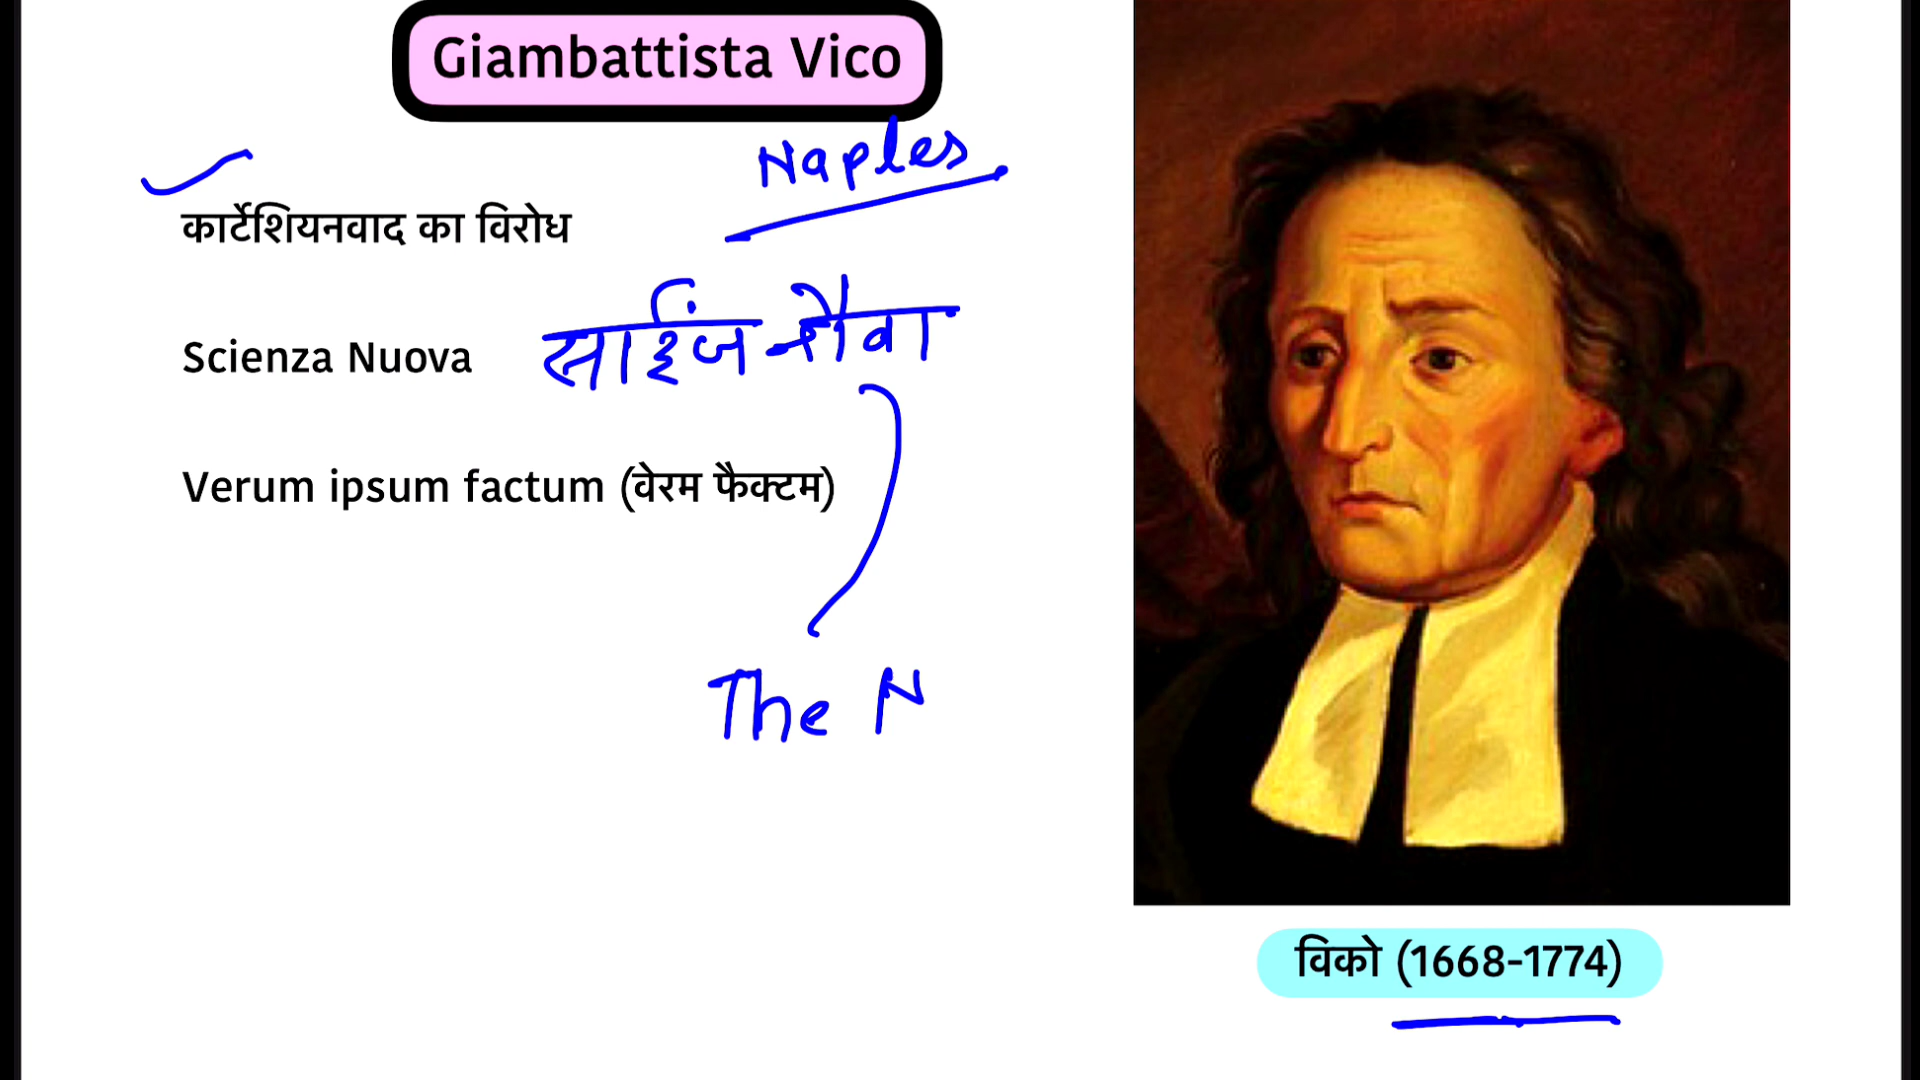 Giambattista Vico
Naples
कार्टेशियनवाद का विरोध
Scienza Nuova साइंज नौवा
Verum ipsum factum (वेरम फैक्टम)
The N
विको (1668-1774)